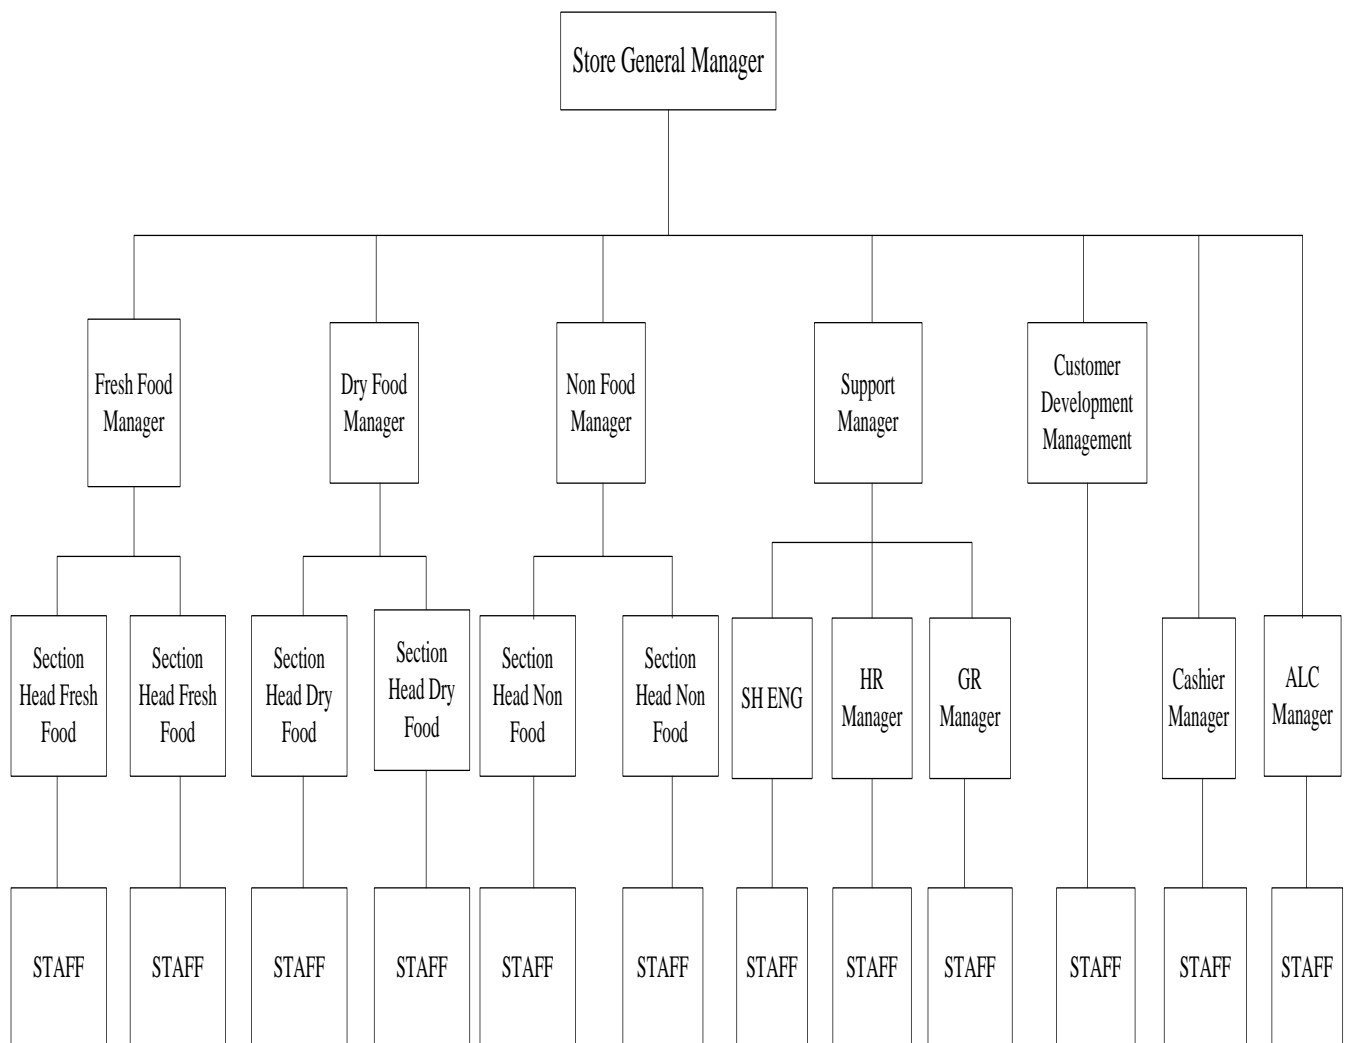 Store General Manager
Fresh Food
Manager
Dry Food
Manager
Non Food
Manager
Support
Manager
Customer
Development
Management
Section
Head Fresh
Food
Section
Head Fresh
Food
Section
Head Dry
Food
Section
Head Dry
Food
Section
Head Non
Food
Section
Head Non
Food
SH ENG
HR
Manager
GR
Manager
Cashier
Manager
ALC
Manager
STAFF
STAFF
STAFF
STAFF
STAFF
STAFF
STAFF
STAFF
STAFF
STAFF
STAFF
STAFF